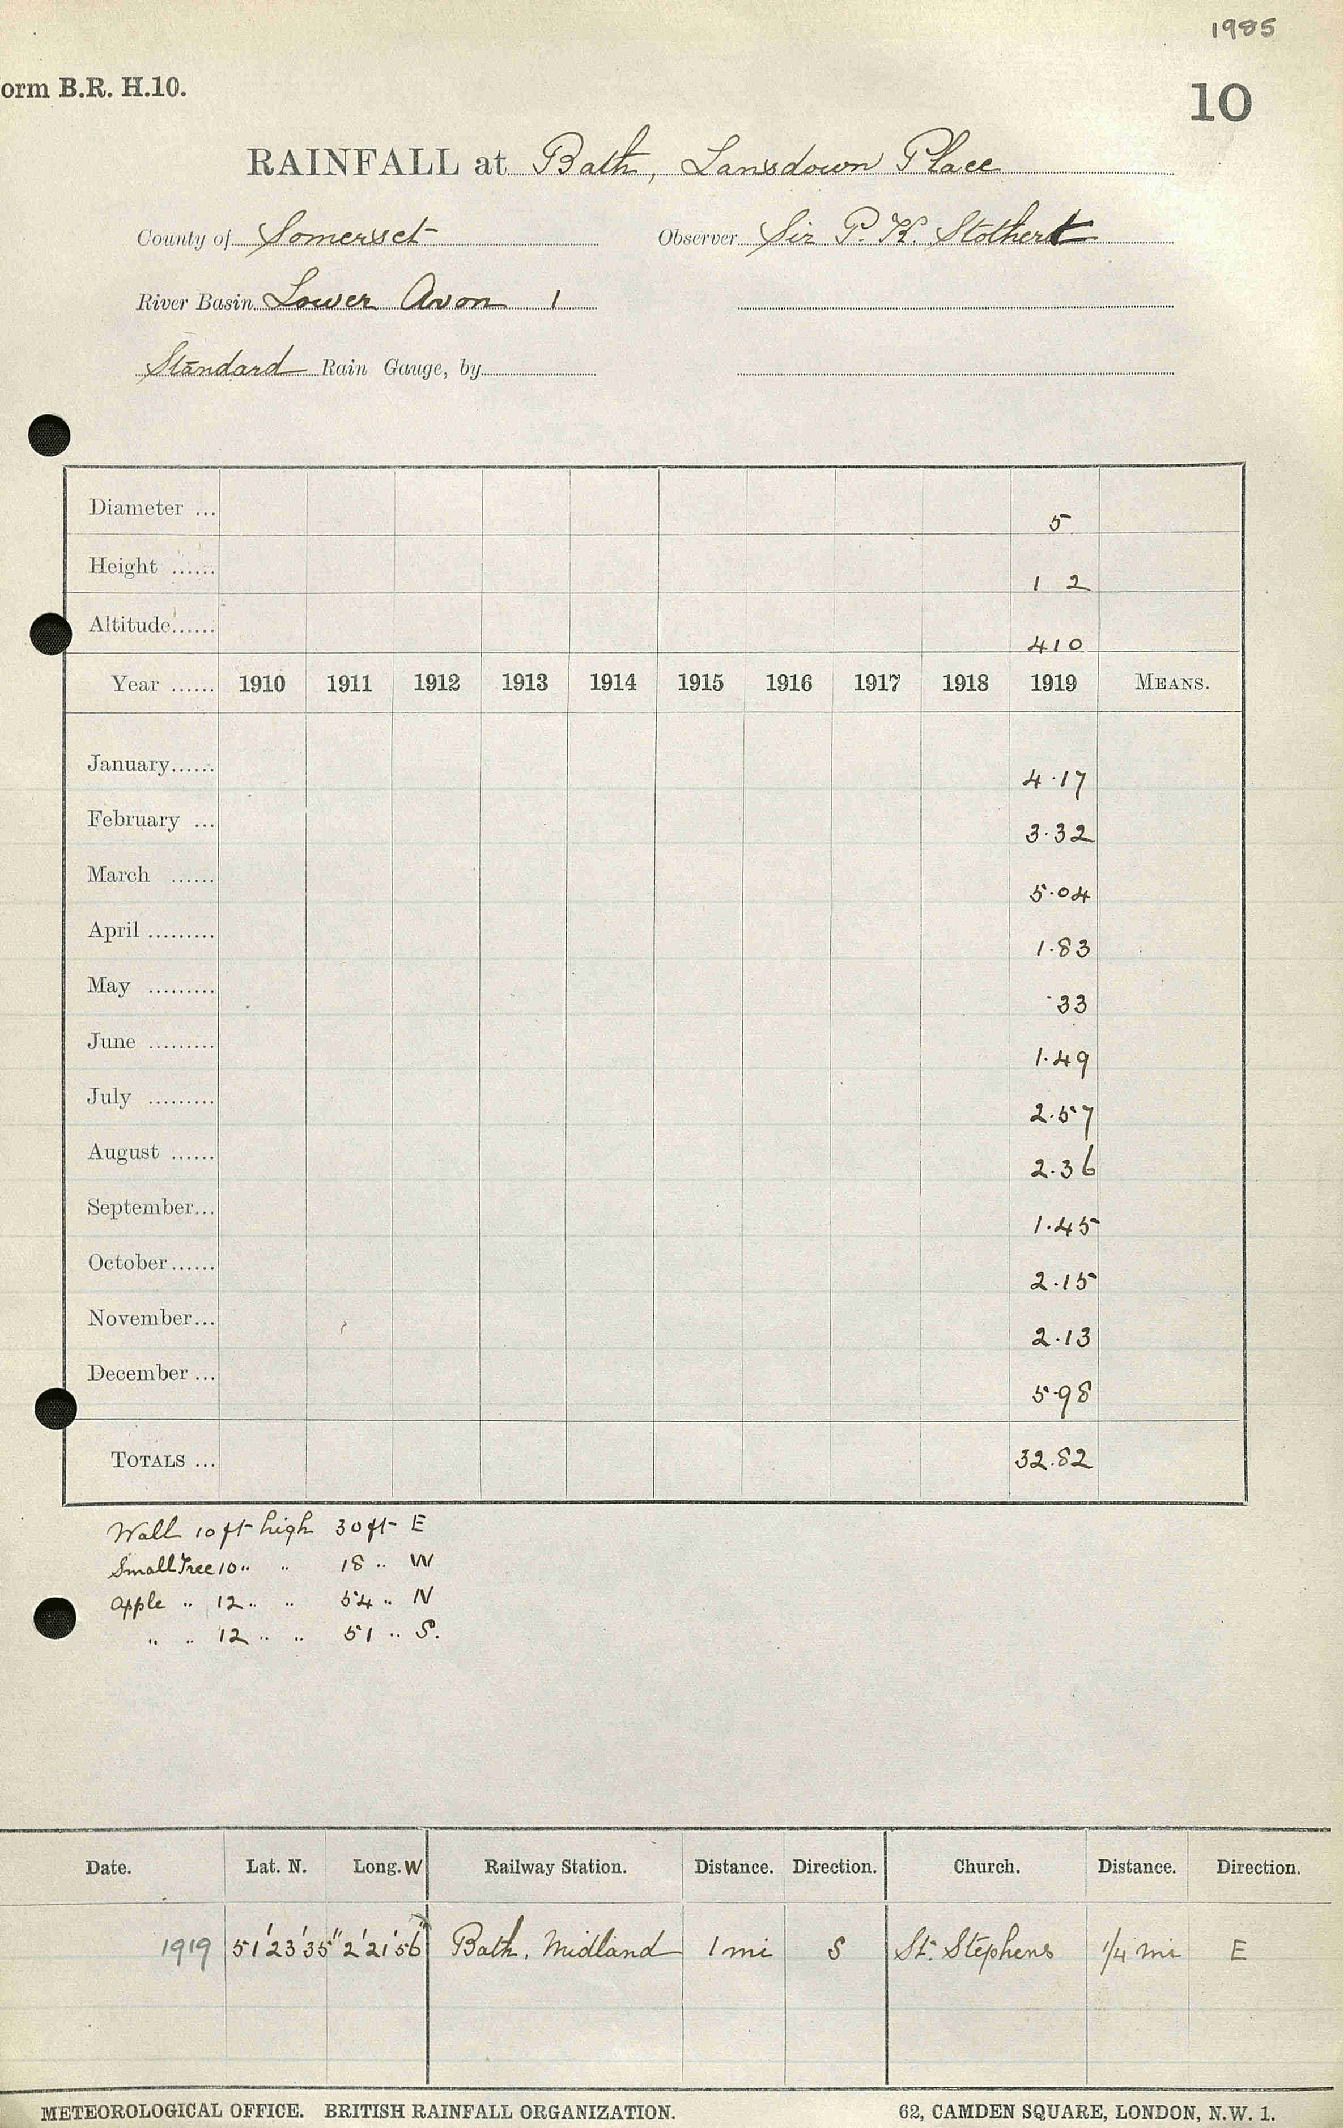 1985
orm B.R. H.10.
10
RAINFALL at Bath, Lansdown Place
County of Somerset Observer Sir P. K. Stothert
River Basin Lower Avon 1
Standard Rain Gauge, by
Diameter ... 5
Height ...... 1 2
Altitude...... 410
Year ...... 1910 1911 1912 1913 1914 1915 1916 1917 1918 1919 MEANS.
January...... 4.17
February ... 3.32
March ...... 5.04
April ......... 1.83
May ......... .33
June ......... 1.49
July ......... 2.57
August ...... 2.36
September... 1.45
October...... 2.15
November... 2.13
December ... 5.98
TOTALS ... 32.82
Wall 10 ft high 30 ft E
Small Tree 10 " " 18 " W
Apple " 12 " " 54 " N
" " 12 " " 51 " S.
Date. Lat. N. Long. W Railway Station. Distance. Direction. Church. Distance. Direction.
1919 51'23'35" 2'21'56" Bath, Midland 1 mi S St. Stephens 1/4 mi E
METEOROLOGICAL OFFICE. BRITISH RAINFALL ORGANIZATION. 62, CAMDEN SQUARE, LONDON, N.W. 1.